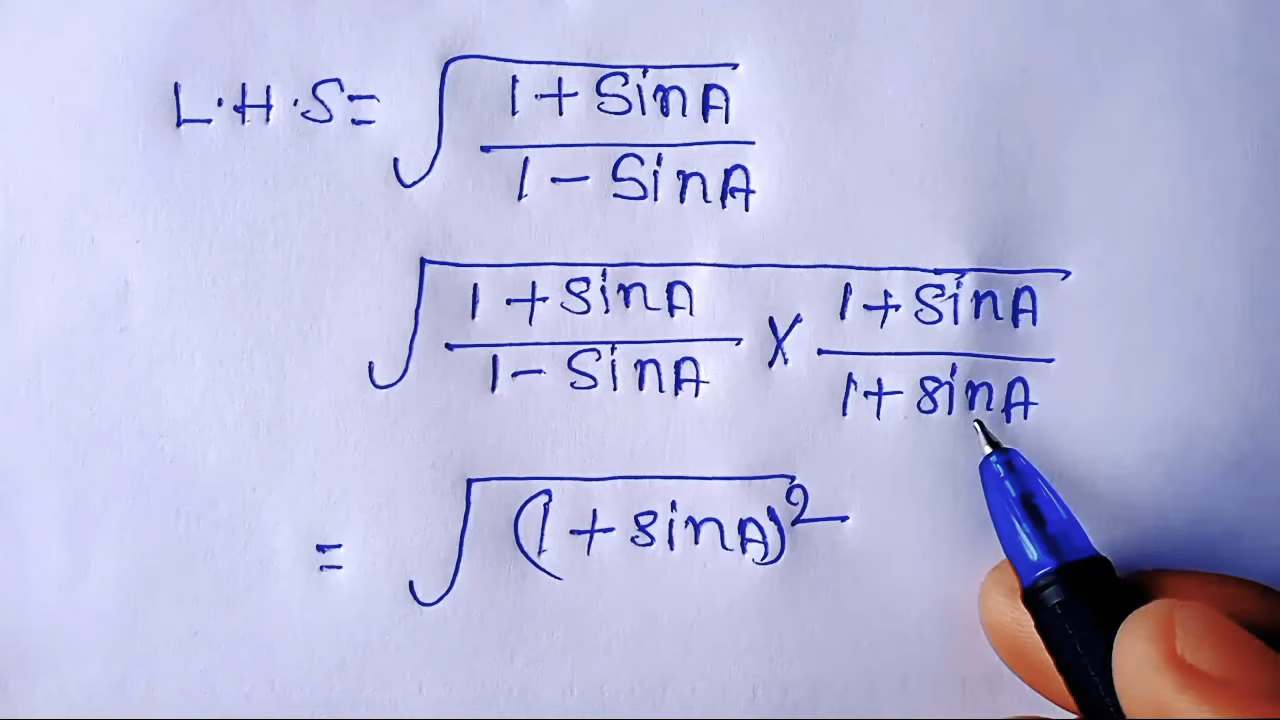 L.H.S = √((1 + SinA)/(1 - SinA))
√((1 + sinA)/(1 - SinA) × (1 + SinA)/(1 + sinA))
= √((1 + sinA)²)